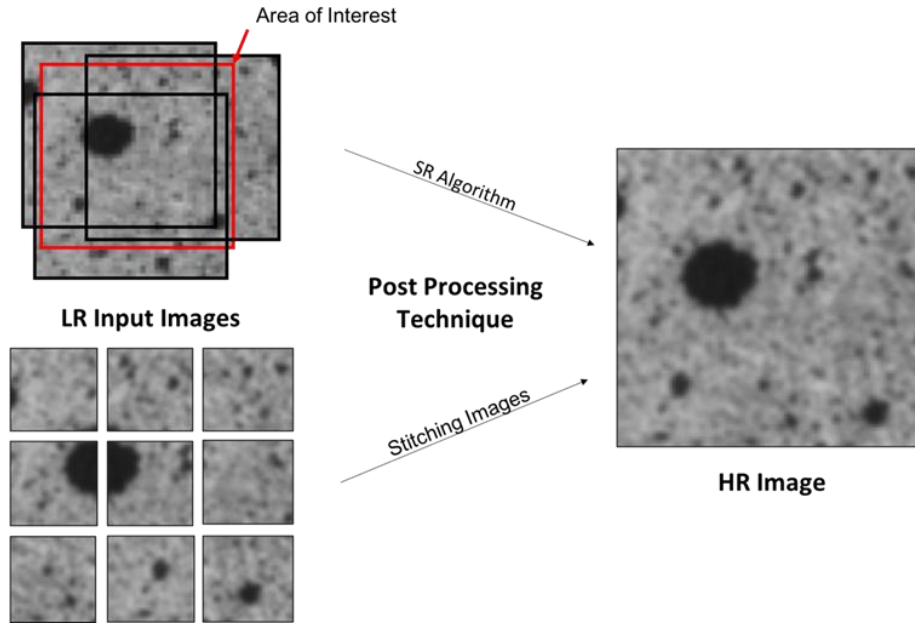 Area of Interest
SR Algorithm
Post Processing
Technique
LR Input Images
Stitching Images
HR Image